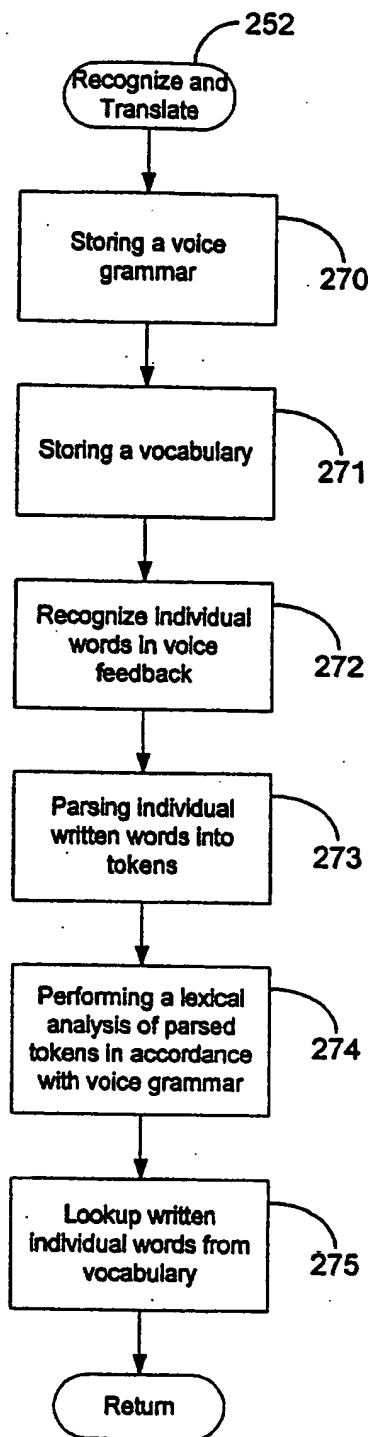 252
Recognize and
Translate
Storing a voice
grammar
270
Storing a vocabulary
271
Recognize individual
words in voice
feedback
272
Parsing individual
written words into
tokens
273
Performing a lexical
analysis of parsed
tokens in accordance
with voice grammar
274
Lookup written
individual words from
vocabulary
275
Return